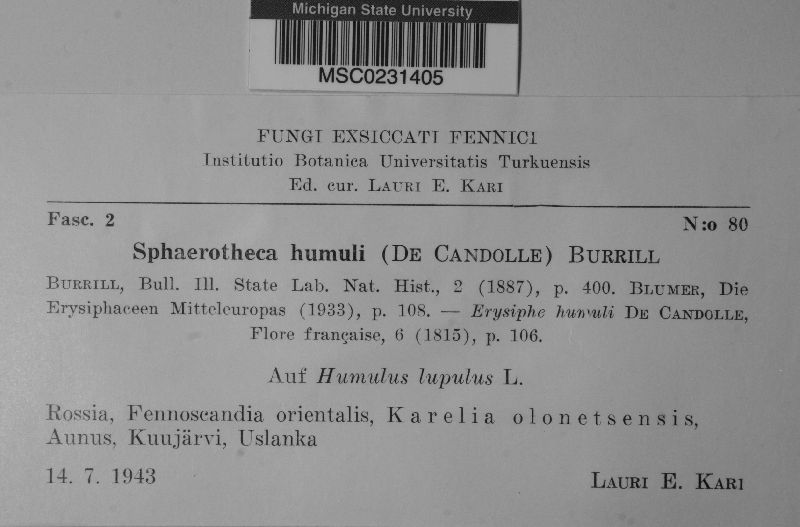 Michigan State University
MSC0231405
FUNGI EXSICCATI FENNICI
Institutio Botanica Universitatis Turkuensis
Ed. cur. LAURI E. KARI
Fasc. 2 N:o 80
Sphaerotheca humuli (DE CANDOLLE) BURRILL
BURRILL, Bull. Ill. State Lab. Nat. Hist., 2 (1887), p. 400. BLUMER, Die
Erysiphaceen Mitteleuropas (1933), p. 108. — Erysiphe humuli DE CANDOLLE,
Flore française, 6 (1815), p. 106.
Auf Humulus lupulus L.
Rossia, Fennoscandia orientalis, Karelia olonetsensis,
Aunus, Kuujärvi, Uslanka
14. 7. 1943 LAURI E. KARI